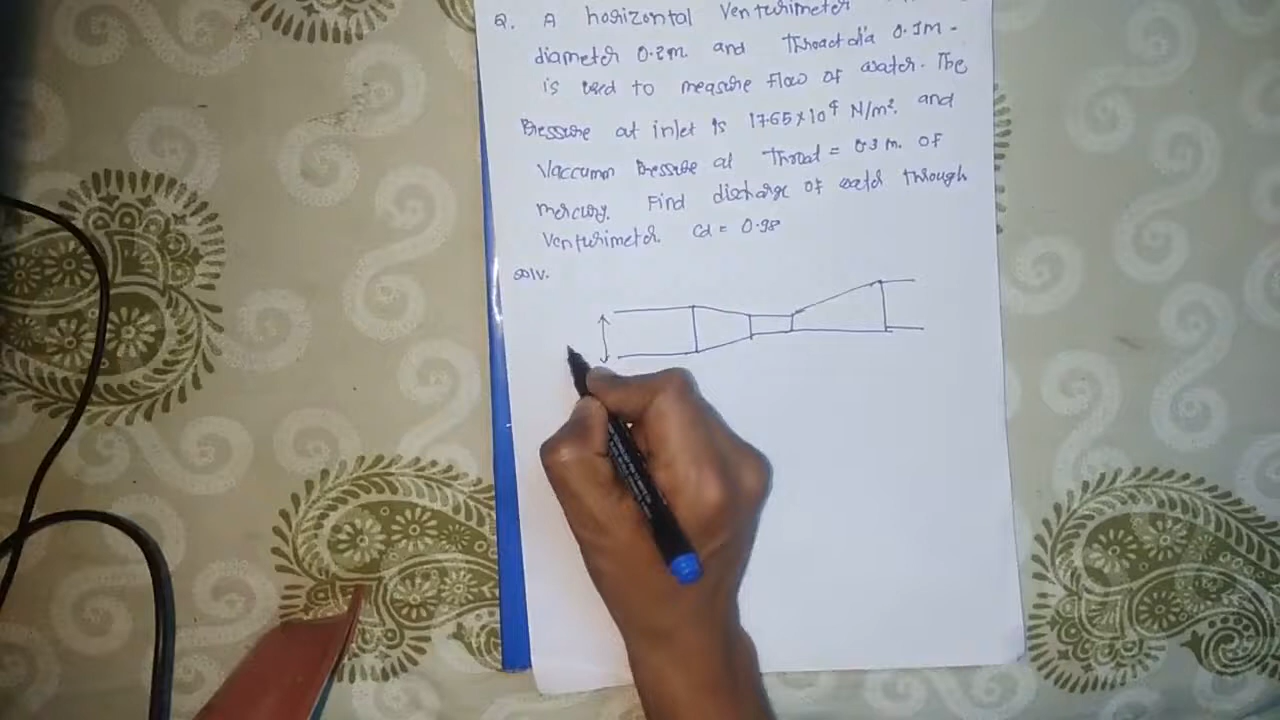 Q. A horizontal Venturimeter
diameter 0.2m and Throat dia 0.1m.
is used to measure flow of water. The
Pressure at inlet is 17.65×10⁴ N/m². and
Vaccumm Pressure at Throat = 0.3 m. of
mercury. Find discharge of water through
Venturimeter. Cd = 0.98
Solv.